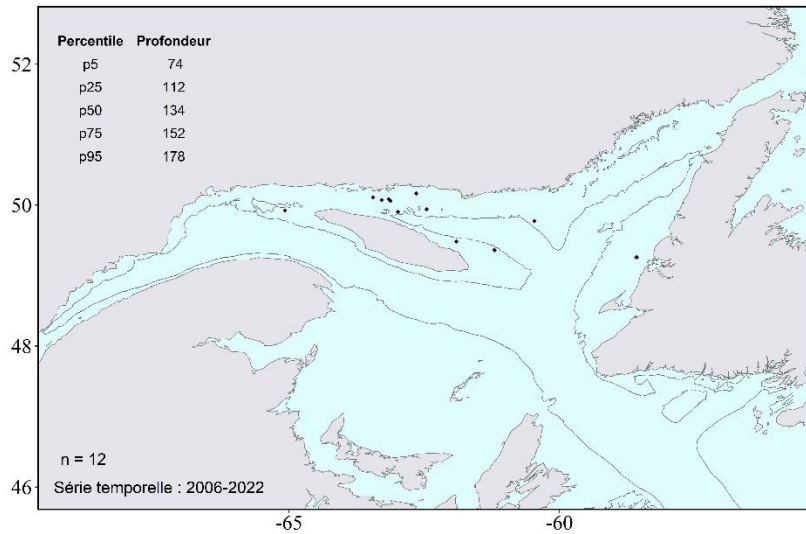 Percentile Profondeur
p5 74
p25 112
p50 134
p75 152
p95 178
52
50
48
46
n = 12
Série temporelle : 2006-2022
-65 -60